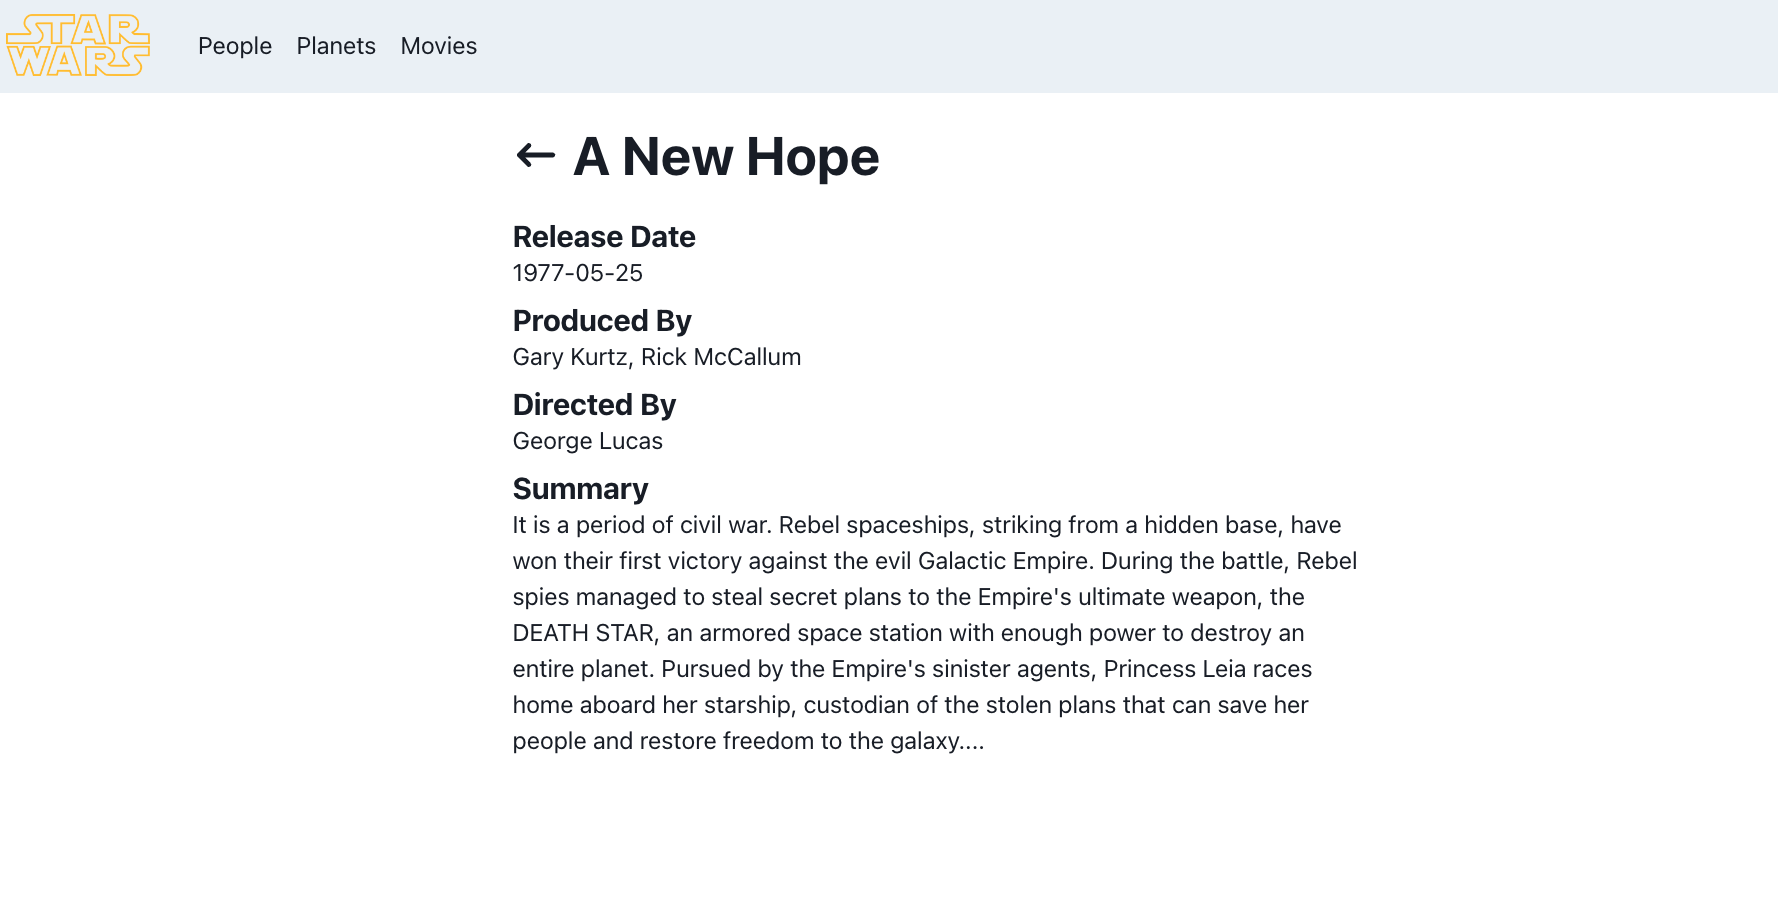 STAR
WARS
People Planets Movies
← A New Hope
Release Date
1977-05-25
Produced By
Gary Kurtz, Rick McCallum
Directed By
George Lucas
Summary
It is a period of civil war. Rebel spaceships, striking from a hidden base, have
won their first victory against the evil Galactic Empire. During the battle, Rebel
spies managed to steal secret plans to the Empire's ultimate weapon, the
DEATH STAR, an armored space station with enough power to destroy an
entire planet. Pursued by the Empire's sinister agents, Princess Leia races
home aboard her starship, custodian of the stolen plans that can save her
people and restore freedom to the galaxy....